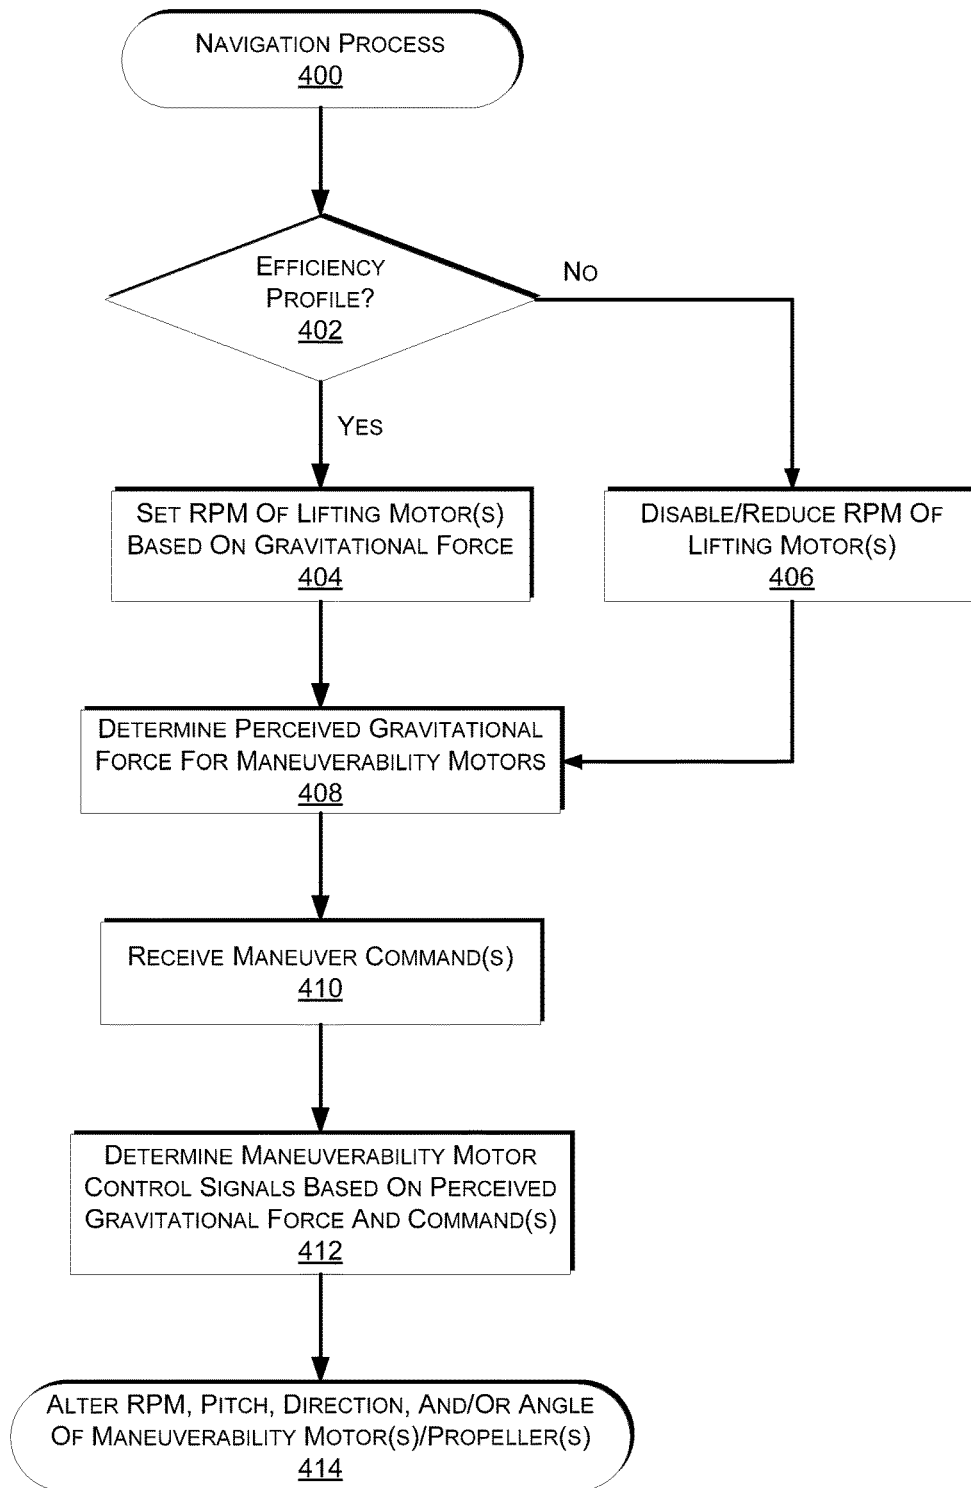 NAVIGATION PROCESS
400
EFFICIENCY
PROFILE?
402
NO
YES
SET RPM OF LIFTING MOTOR(S)
BASED ON GRAVITATIONAL FORCE
404
DISABLE/REDUCE RPM OF
LIFTING MOTOR(S)
406
DETERMINE PERCEIVED GRAVITATIONAL
FORCE FOR MANEUVERABILITY MOTORS
408
RECEIVE MANEUVER COMMAND(S)
410
DETERMINE MANEUVERABILITY MOTOR
CONTROL SIGNALS BASED ON PERCEIVED
GRAVITATIONAL FORCE AND COMMAND(S)
412
ALTER RPM, PITCH, DIRECTION, AND/OR ANGLE
OF MANEUVERABILITY MOTOR(S)/PROPELLER(S)
414